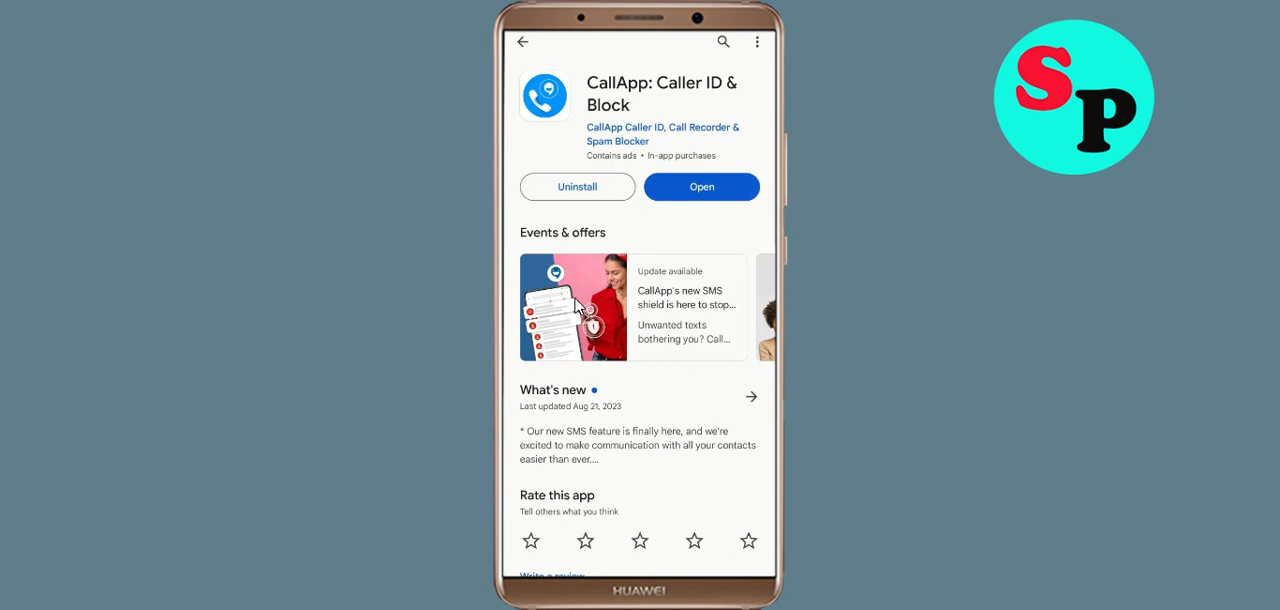 CallApp: Caller ID &
Block
CallApp Caller ID, Call Recorder &
Spam Blocker
Contains ads • In-app purchases
Uninstall
Open
Events & offers
Update available
CallApp's new SMS
shield is here to stop...
Unwanted texts
bothering you? Call...
What's new
Last updated Aug 21, 2023
* Our new SMS feature is finally here, and we're
excited to make communication with all your contacts
easier than ever....
Rate this app
Tell others what you think
Write a review
HUAWEI
SP